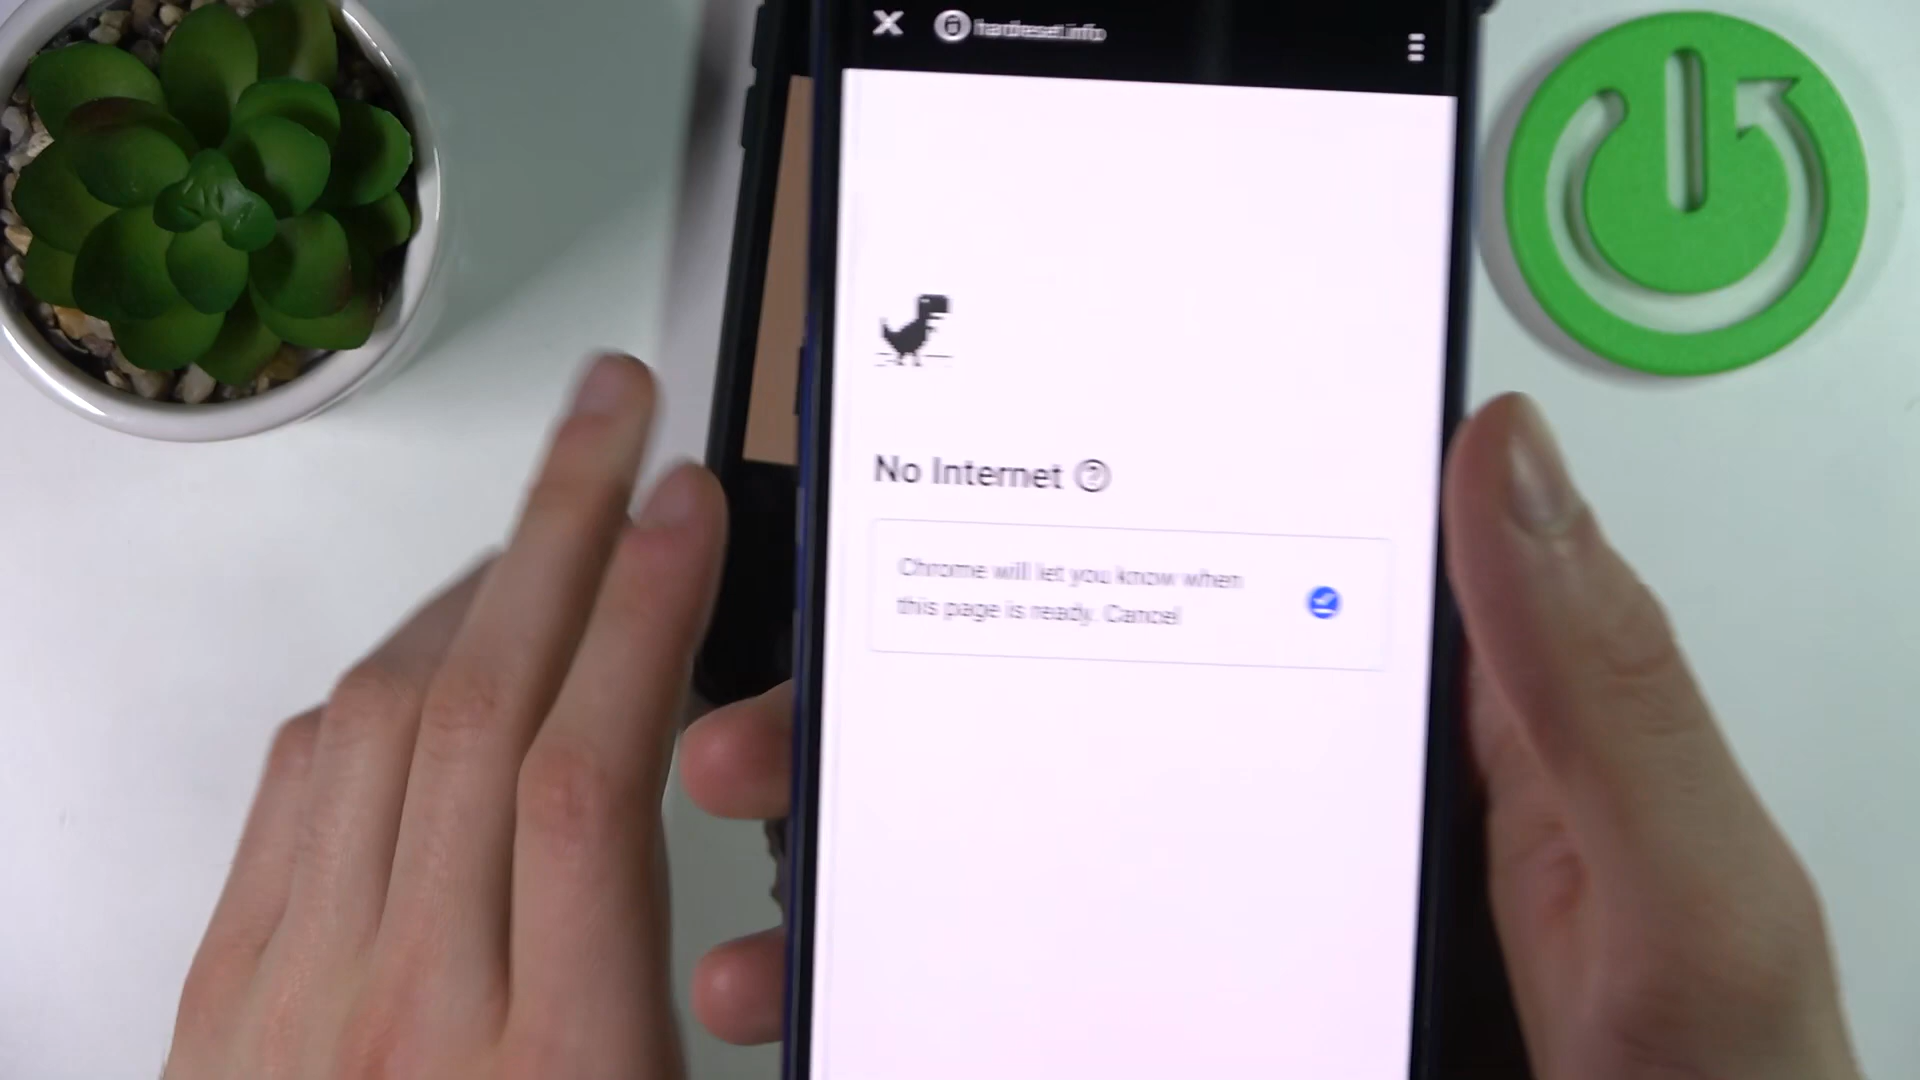 hardreset.info
No Internet
Chrome will let you know when
this page is ready. Cancel